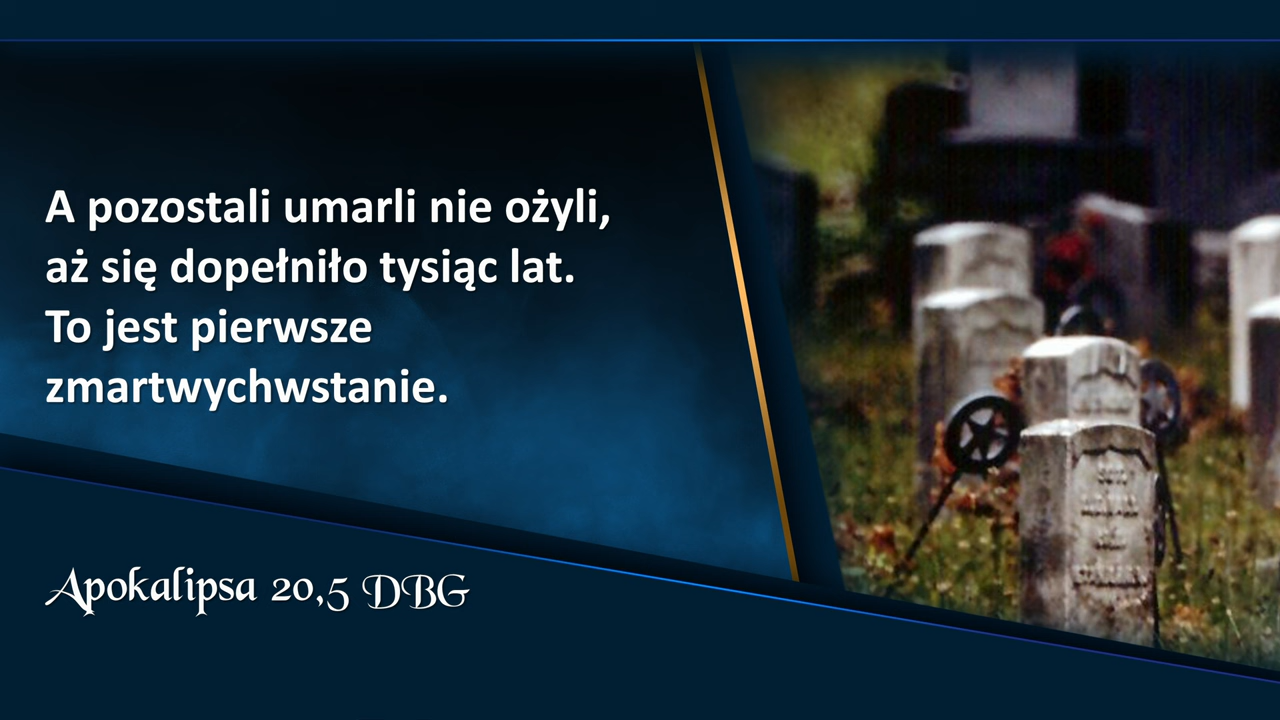 A pozostali umarli nie ożyli,
aż się dopełniło tysiąc lat.
To jest pierwsze
zmartwychwstanie.
Apokalipsa 20,5 DBG